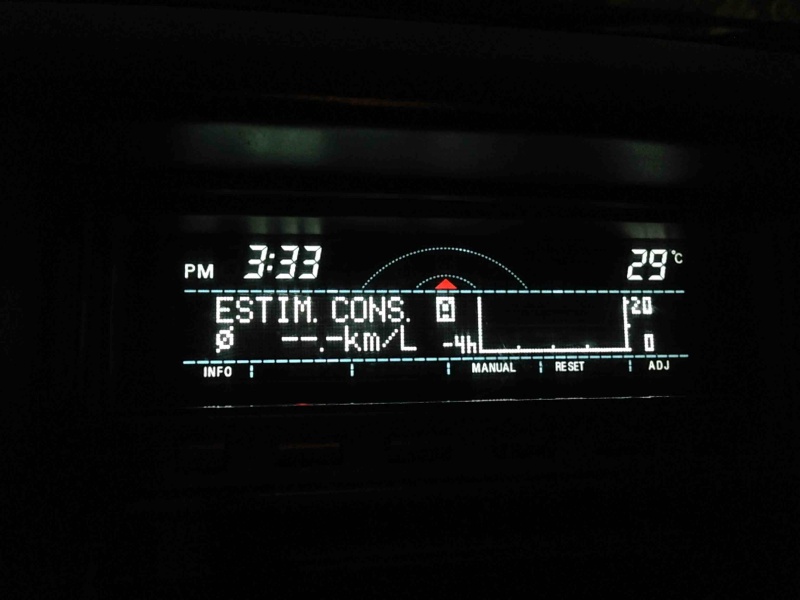 PM 3:33 29°C
ESTIM. CONS. 20
Ø --.-km/L -4h 0
INFO MANUAL RESET ADJ